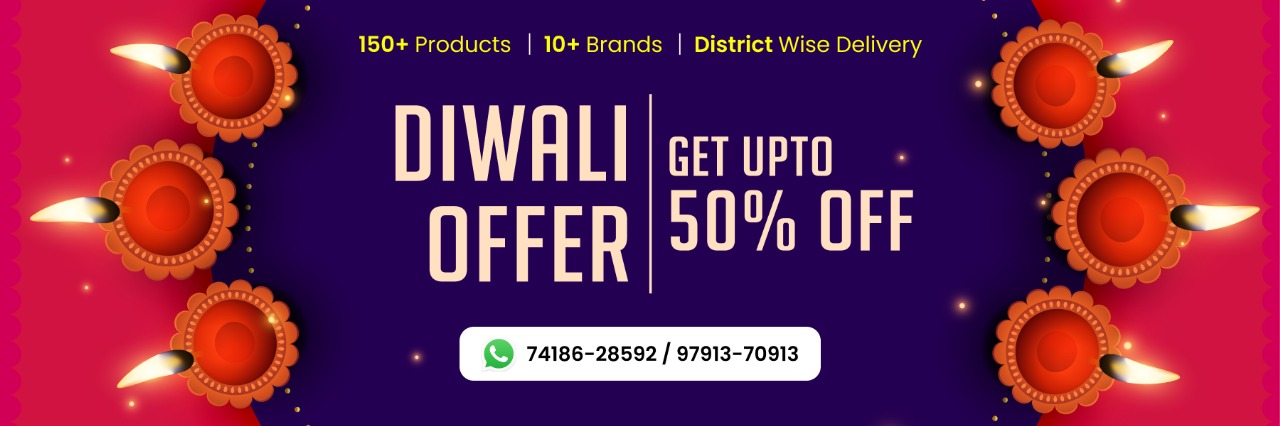 150+ Products | 10+ Brands | District Wise Delivery
DIWALI
OFFER
GET UPTO
50% OFF
74186-28592 / 97913-70913